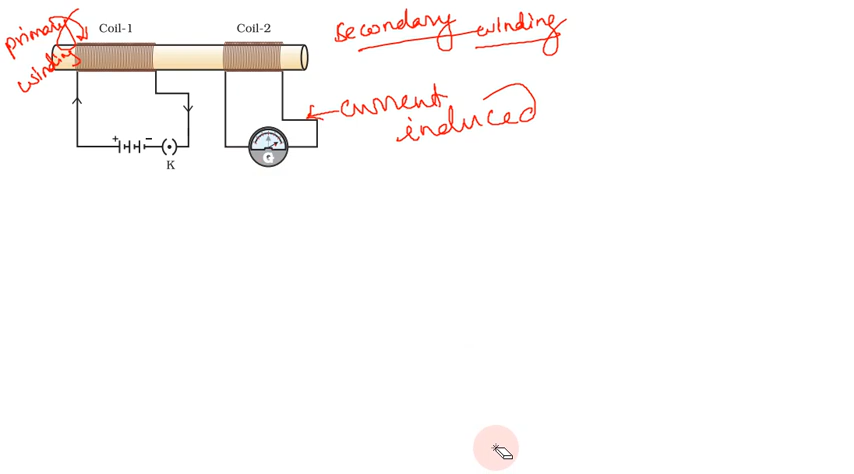 primary
winding
Coil-1
Coil-2
secondary winding
current
induced
+ -
K
G